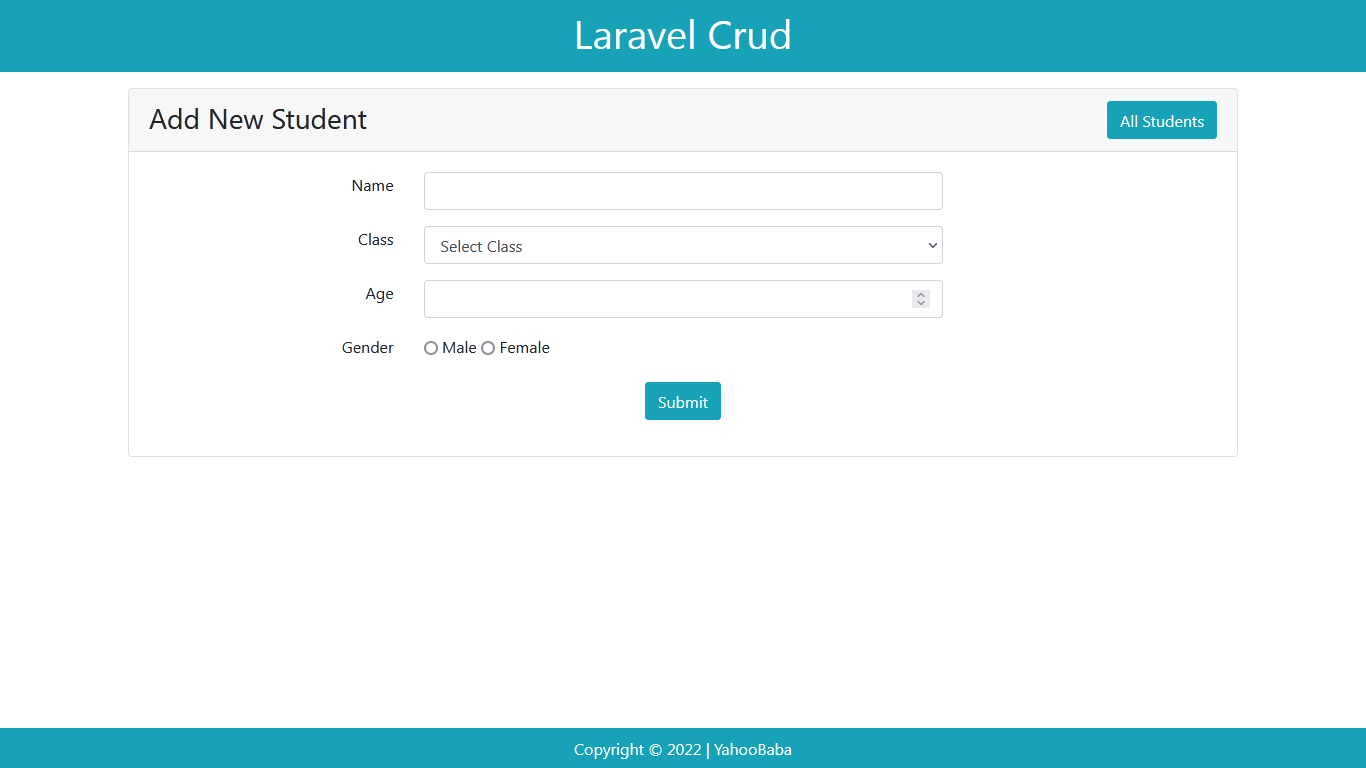 Laravel Crud
Add New Student
All Students
Name
Class
Select Class
Age
Gender
Male Female
Submit
Copyright © 2022 | YahooBaba